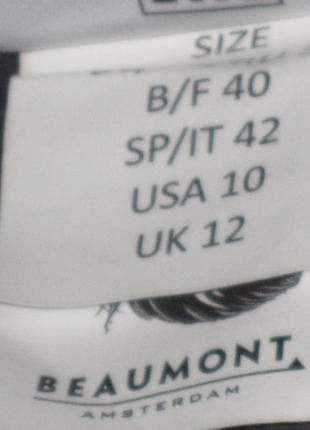 SIZE
B/F 40
SP/IT 42
USA 10
UK 12
BEAUMONT
AMSTERDAM